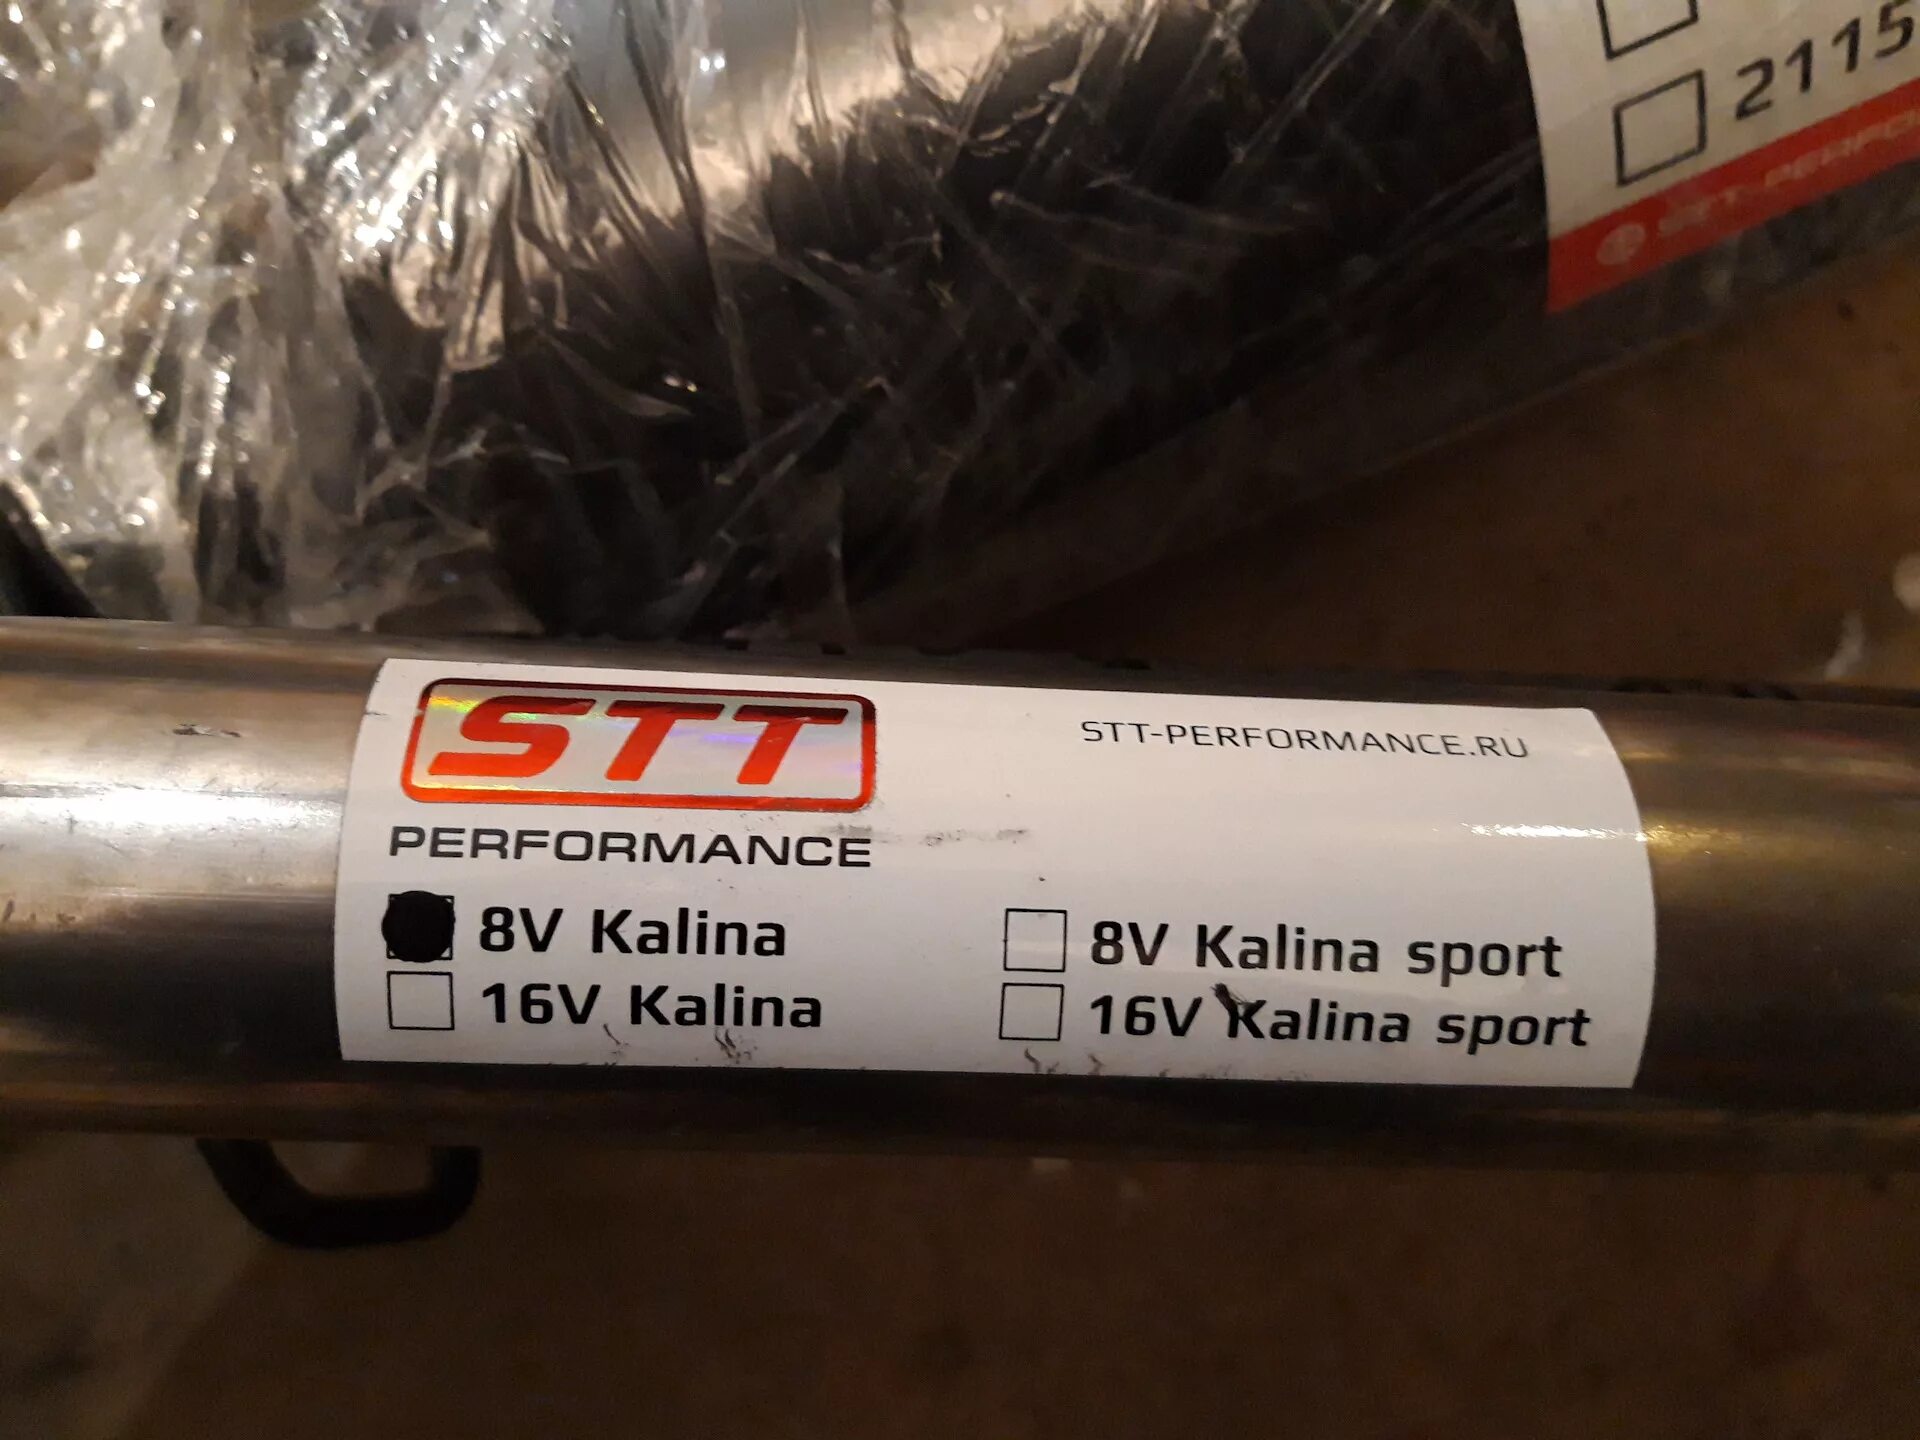 2115
STT
PERFORMANCE
STT-PERFORMANCE.RU
8V Kalina
16V Kalina
8V Kalina sport
16V Kalina sport